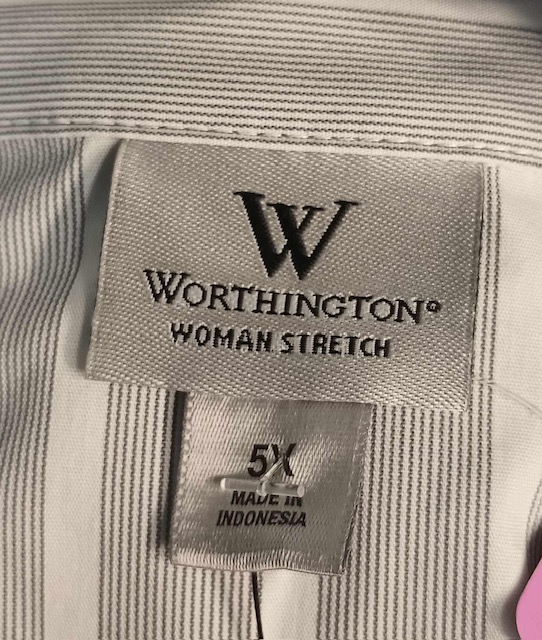 W
WORTHINGTON®
WOMAN STRETCH
5X
MADE IN
INDONESIA